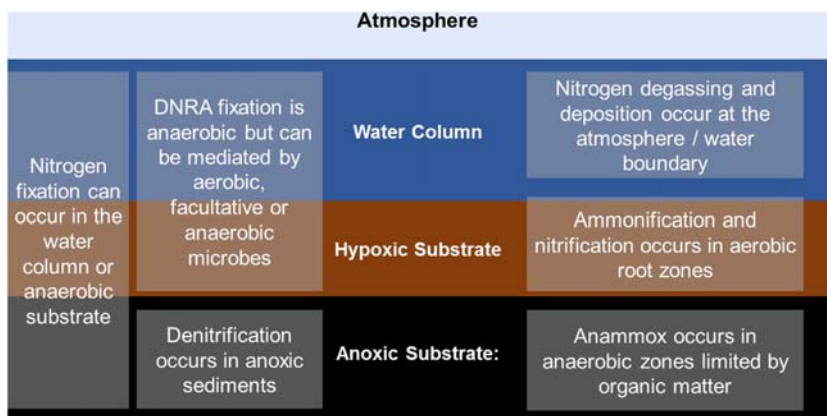 Atmosphere
Nitrogen
fixation can
occur in the
water
column or
anaerobic
substrate
DNRA fixation is
anaerobic but can
be mediated by
aerobic,
facultative or
anaerobic
microbes
Denitrification
occurs in anoxic
sediments
Water Column
Hypoxic Substrate
Anoxic Substrate:
Nitrogen degassing and
deposition occur at the
atmosphere / water
boundary
Ammonification and
nitrification occurs in aerobic
root zones
Anammox occurs in
anaerobic zones limited by
organic matter